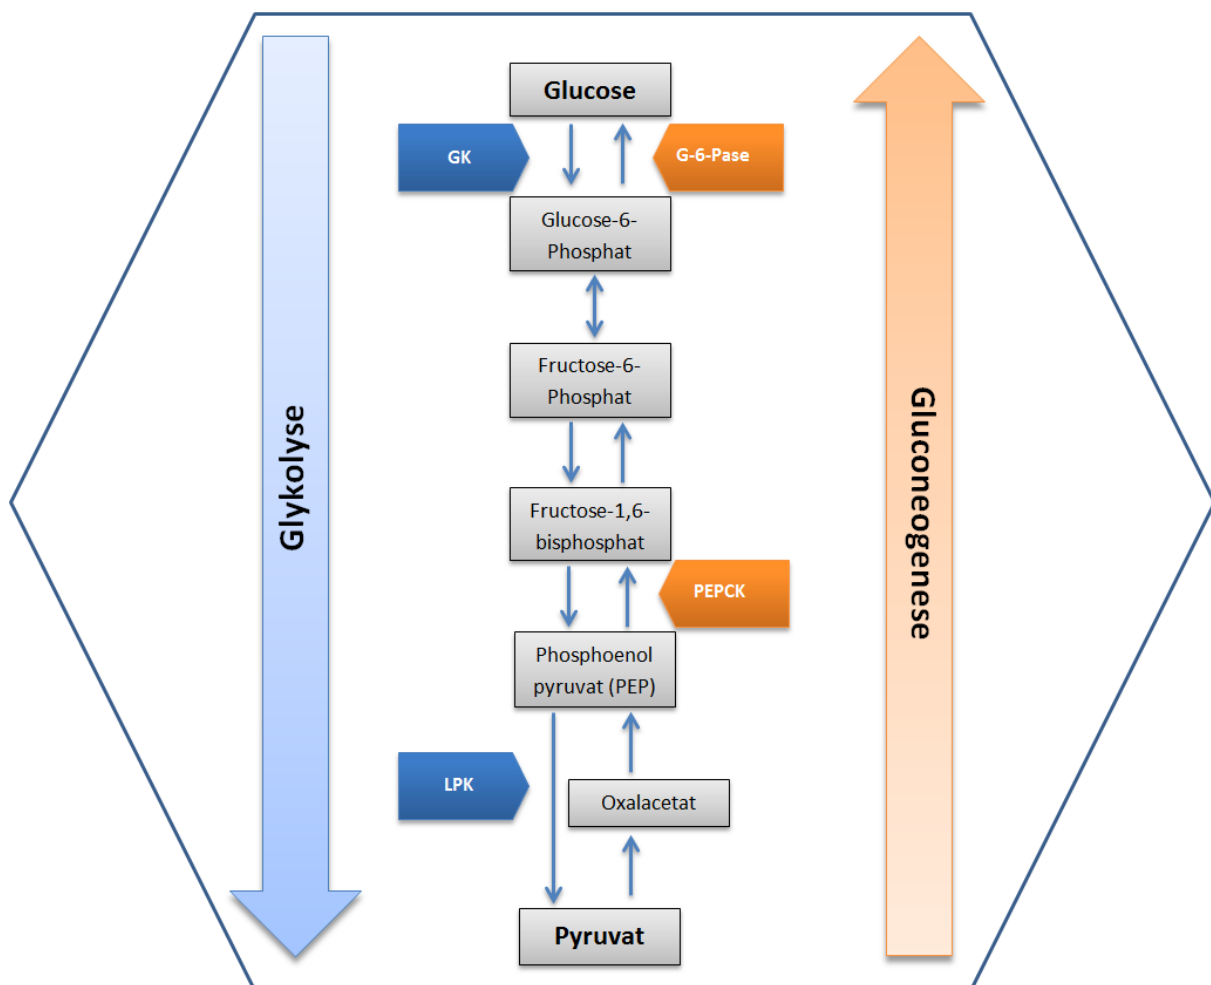 Glucose
GK
G-6-Pase
Glucose-6-
Phosphat
Fructose-6-
Phosphat
Glykolyse
Gluconeogenese
Fructose-1,6-
bisphosphat
PEPCK
Phosphoenol
pyruvat (PEP)
LPK
Oxalacetat
Pyruvat